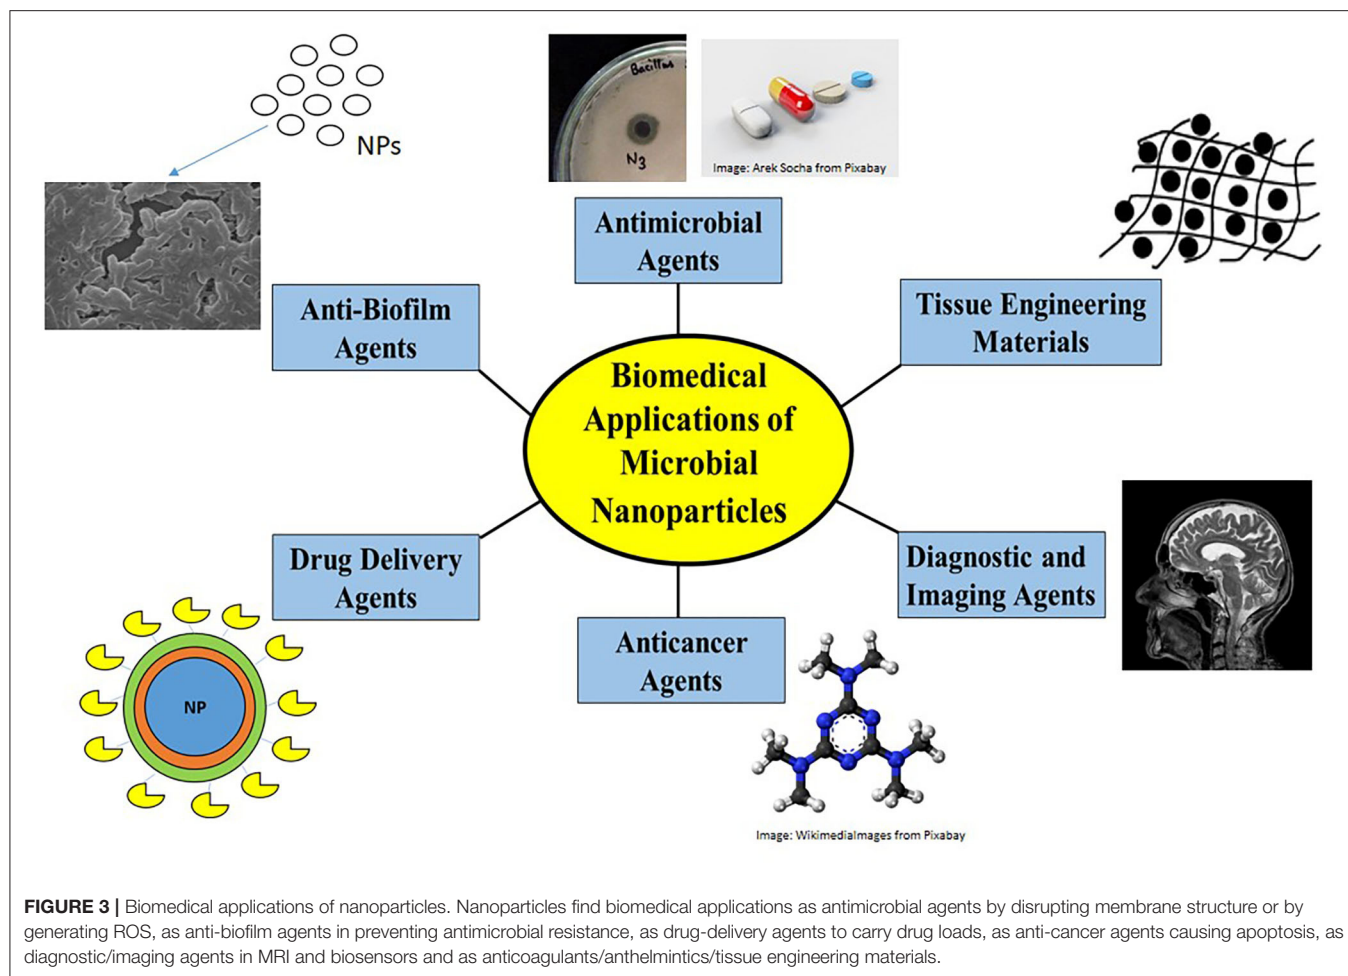 NPs
Bacillus
N3
Image: Arek Socha from Pixabay
Antimicrobial
Agents
Anti-Biofilm
Agents
Tissue Engineering
Materials
Biomedical
Applications of
Microbial
Nanoparticles
Drug Delivery
Agents
Diagnostic and
Imaging Agents
Anticancer
Agents
NP
Image: WikimediaImages from Pixabay
FIGURE 3 | Biomedical applications of nanoparticles. Nanoparticles find biomedical applications as antimicrobial agents by disrupting membrane structure or by
generating ROS, as anti-biofilm agents in preventing antimicrobial resistance, as drug-delivery agents to carry drug loads, as anti-cancer agents causing apoptosis, as
diagnostic/imaging agents in MRI and biosensors and as anticoagulants/anthelmintics/tissue engineering materials.